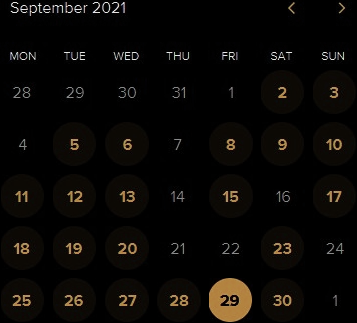 September 2021
MON TUE WED THU FRI SAT SUN
28 29 30 31 1 2 3
4 5 6 7 8 9 10
11 12 13 14 15 16 17
18 19 20 21 22 23 24
25 26 27 28 29 30 1